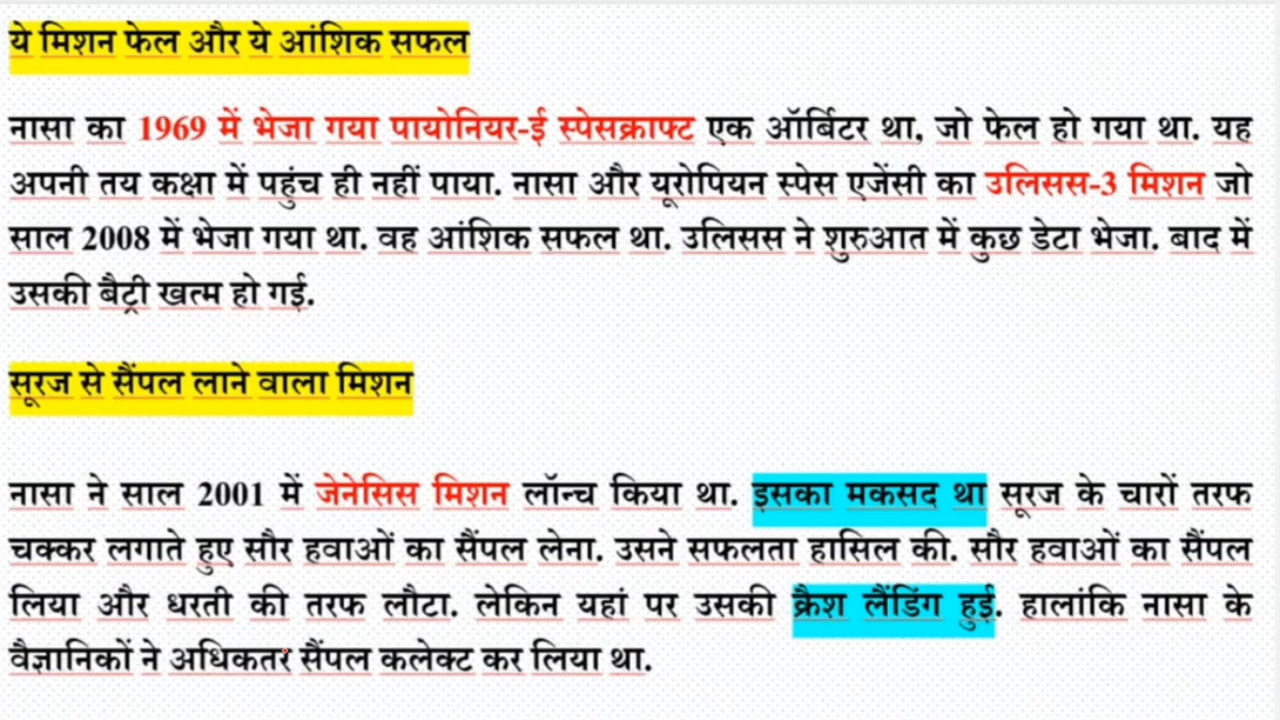 ये मिशन फेल और ये आंशिक सफल
नासा का 1969 में भेजा गया पायोनियर-ई स्पेसक्राफ्ट एक ऑर्बिटर था, जो फेल हो गया था. यह
अपनी तय कक्षा में पहुंच ही नहीं पाया. नासा और यूरोपियन स्पेस एजेंसी का उलिसस-3 मिशन जो
साल 2008 में भेजा गया था. वह आंशिक सफल था. उलिसस ने शुरुआत में कुछ डेटा भेजा. बाद में
उसकी बैट्री खत्म हो गई.
सूरज से सैंपल लाने वाला मिशन
नासा ने साल 2001 में जेनेसिस मिशन लॉन्च किया था. इसका मकसद था सूरज के चारों तरफ
चक्कर लगाते हुए सौर हवाओं का सैंपल लेना. उसने सफलता हासिल की. सौर हवाओं का सैंपल
लिया और धरती की तरफ लौटा. लेकिन यहां पर उसकी क्रैश लैंडिंग हुई. हालांकि नासा के
वैज्ञानिकों ने अधिकतर सैंपल कलेक्ट कर लिया था.